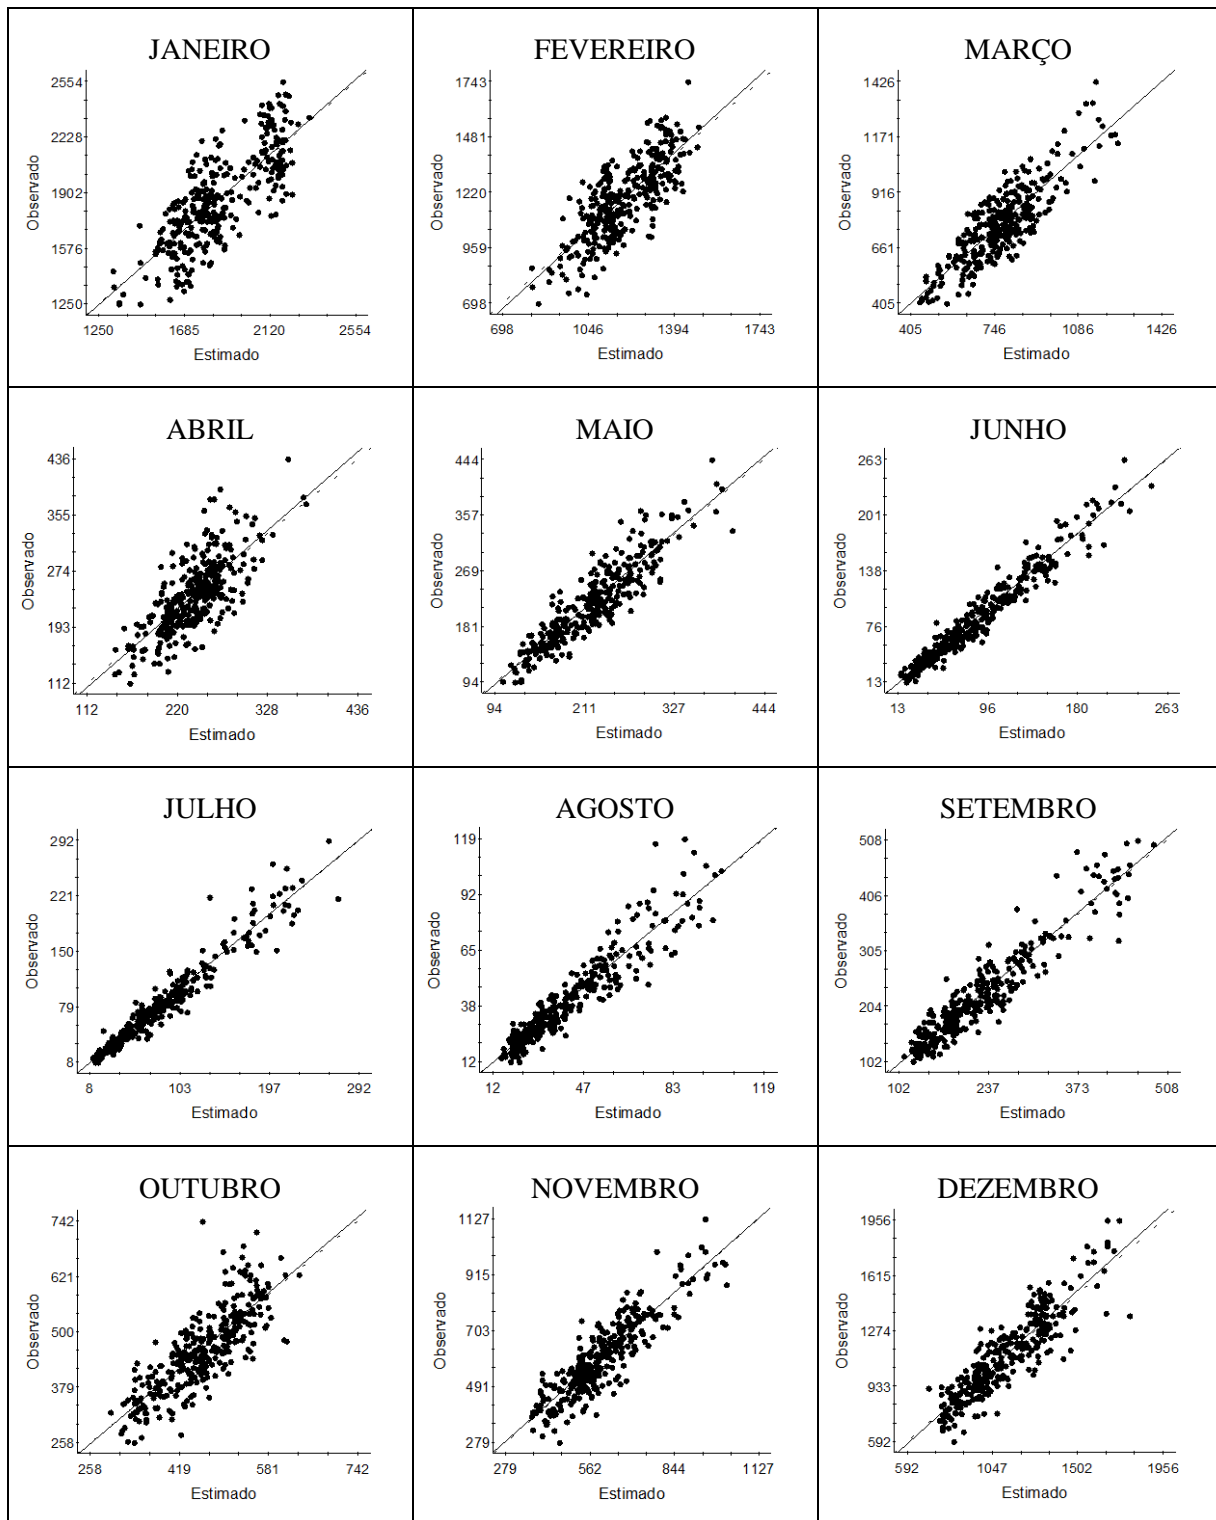 JANEIRO
2554
2228
1902
1576
1250
Observado
1250 1685 2120 2554
Estimado
FEVEREIRO
1743
1481
1220
959
698
Observado
698 1046 1394 1743
Estimado
MARÇO
1426
1171
916
661
405
Observado
405 746 1086 1426
Estimado
ABRIL
436
355
274
193
112
Observado
112 220 328 436
Estimado
MAIO
444
357
269
181
94
Observado
94 211 327 444
Estimado
JUNHO
263
201
138
76
13
Observado
13 96 180 263
Estimado
JULHO
292
221
150
79
8
Observado
8 103 197 292
Estimado
AGOSTO
119
92
65
38
12
Observado
12 47 83 119
Estimado
SETEMBRO
508
406
305
204
102
Observado
102 237 373 508
Estimado
OUTUBRO
742
621
500
379
258
Observado
258 419 581 742
Estimado
NOVEMBRO
1127
915
703
491
279
Observado
279 562 844 1127
Estimado
DEZEMBRO
1956
1615
1274
933
592
Observado
592 1047 1502 1956
Estimado